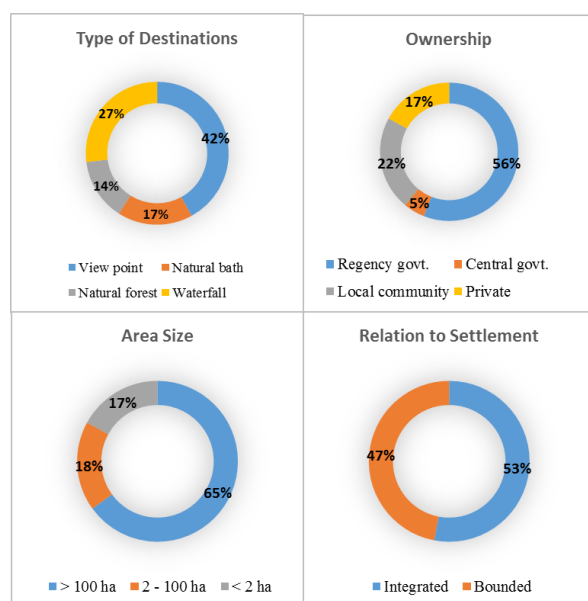 Type of Destinations
27%
42%
14%
17%
View point Natural bath
Natural forest Waterfall
Ownership
17%
22%
56%
5%
Regency govt. Central govt.
Local community Private
Area Size
17%
18%
65%
> 100 ha 2 - 100 ha < 2 ha
Relation to Settlement
47%
53%
Integrated Bounded